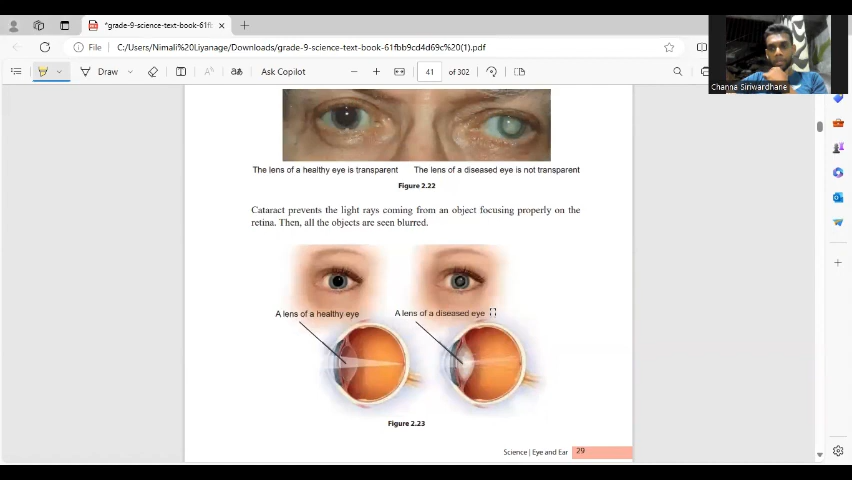 *grade-9-science-text-book-61fb
File
C:/Users/Nimali%20Liyanage/Downloads/grade-9-science-text-book-61fbb9cd4d69c%20(1).pdf
Draw
Ask Copilot
41
of 302
Channa Siriwardhane
The lens of a healthy eye is transparent
The lens of a diseased eye is not transparent
Figure 2.22
Cataract prevents the light rays coming from an object focusing properly on the
retina. Then, all the objects are seen blurred.
A lens of a healthy eye
A lens of a diseased eye
Figure 2.23
Science | Eye and Ear
29